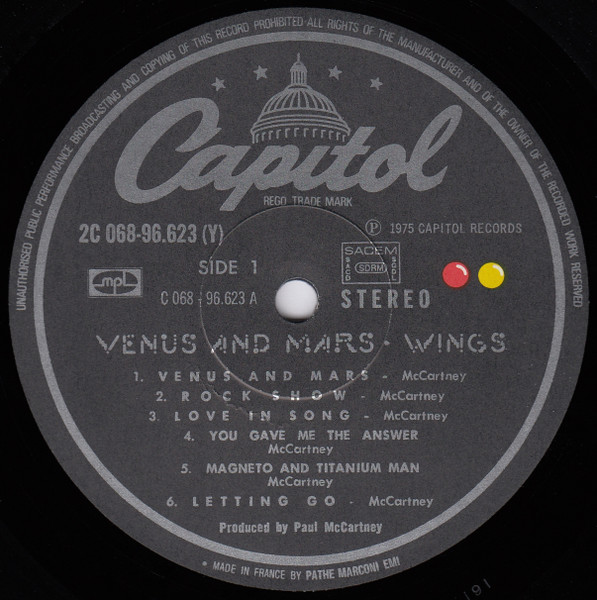 UNAUTHORISED PUBLIC PERFORMANCE BROADCASTING AND COPYING OF THIS RECORD PROHIBITED ALL RIGHTS OF THE MANUFACTURER AND OF THE OWNER OF THE RECORDED WORK RESERVED
Capitol
REGD TRADE MARK
2C 068-96.623 (Y)
Ⓟ 1975 CAPITOL RECORDS
SIDE 1
SACEM
SACD
SDRM
SGDL
mpl
C 068 - 96.623 A
STEREO
VENUS AND MARS · WINGS
1. VENUS AND MARS - McCartney
2. ROCK SHOW - McCartney
3. LOVE IN SONG - McCartney
4. YOU GAVE ME THE ANSWER
McCartney
5. MAGNETO AND TITANIUM MAN
McCartney
6. LETTING GO - McCartney
Produced by Paul McCartney
• MADE IN FRANCE BY PATHE MARCONI EMI